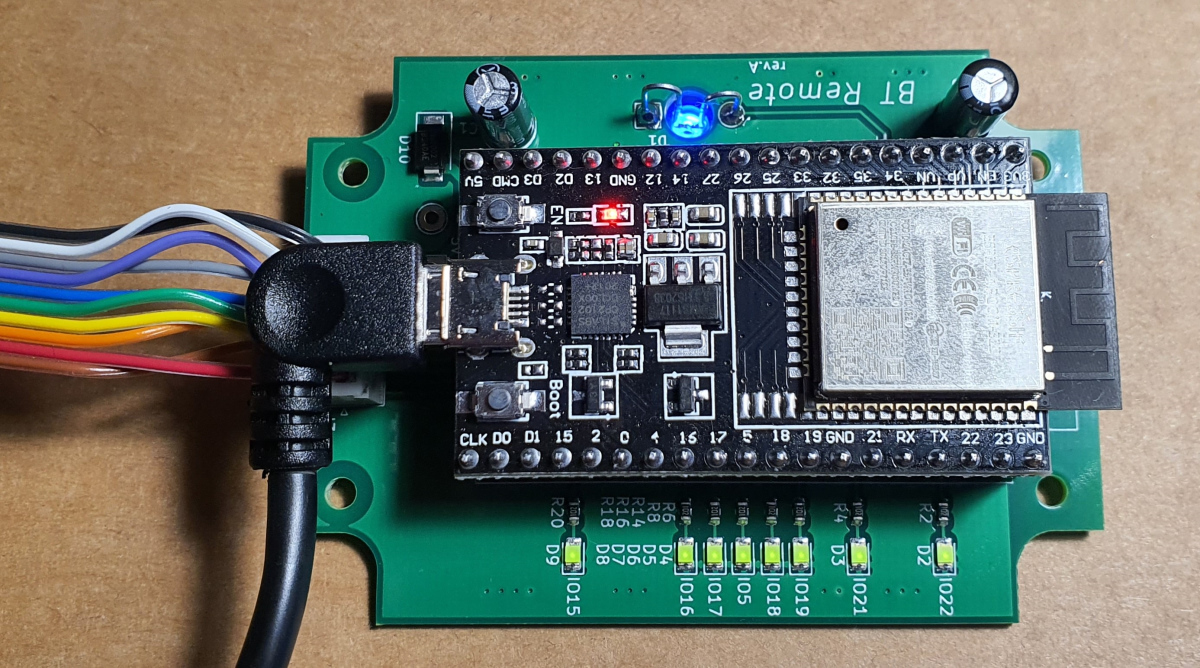 rev.A
BT Remote
D1
C1
D10
5V CMD D3 D2 13 GND 12 14 27 26 25 33 32 35 34 VN VP EN 3V3
EN
CP2102
Boot
CLK D0 D1 15 2 0 4 16 17 5 18 19 GND 21 RX TX 22 23 GND
R20 R18 R16 R14 R8 R6 R4 R2
D9 D8 D7 D6 D5 D4 D3 D2
IO15 IO16 IO17 IO5 IO18 IO19 IO21 IO22